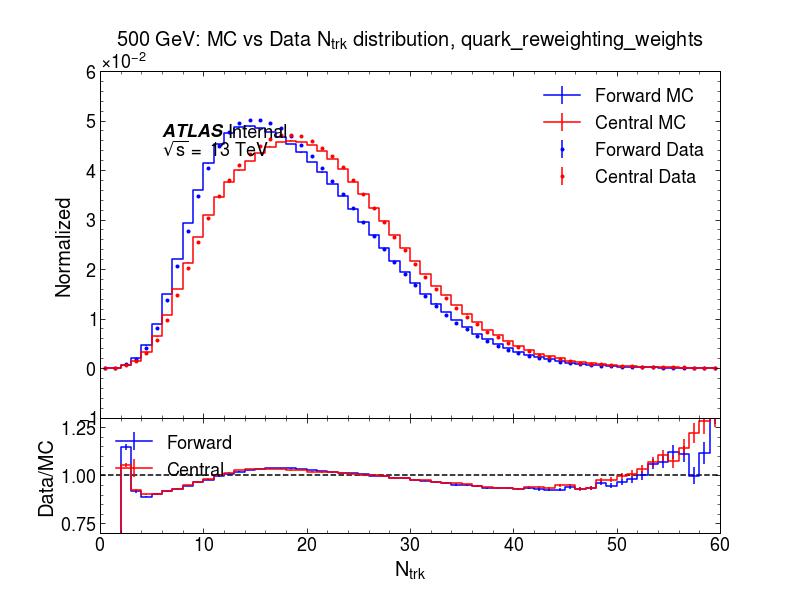 500 GeV: MC vs Data Ntrk distribution, quark_reweighting_weights
×10−2
6
5
4
3
2
1
0
−1
Normalized
ATLAS Internal
√s = 13 TeV
Forward MC
Central MC
Forward Data
Central Data
1.25
1.00
0.75
Data/MC
Forward
Central
0 10 20 30 40 50 60
Ntrk